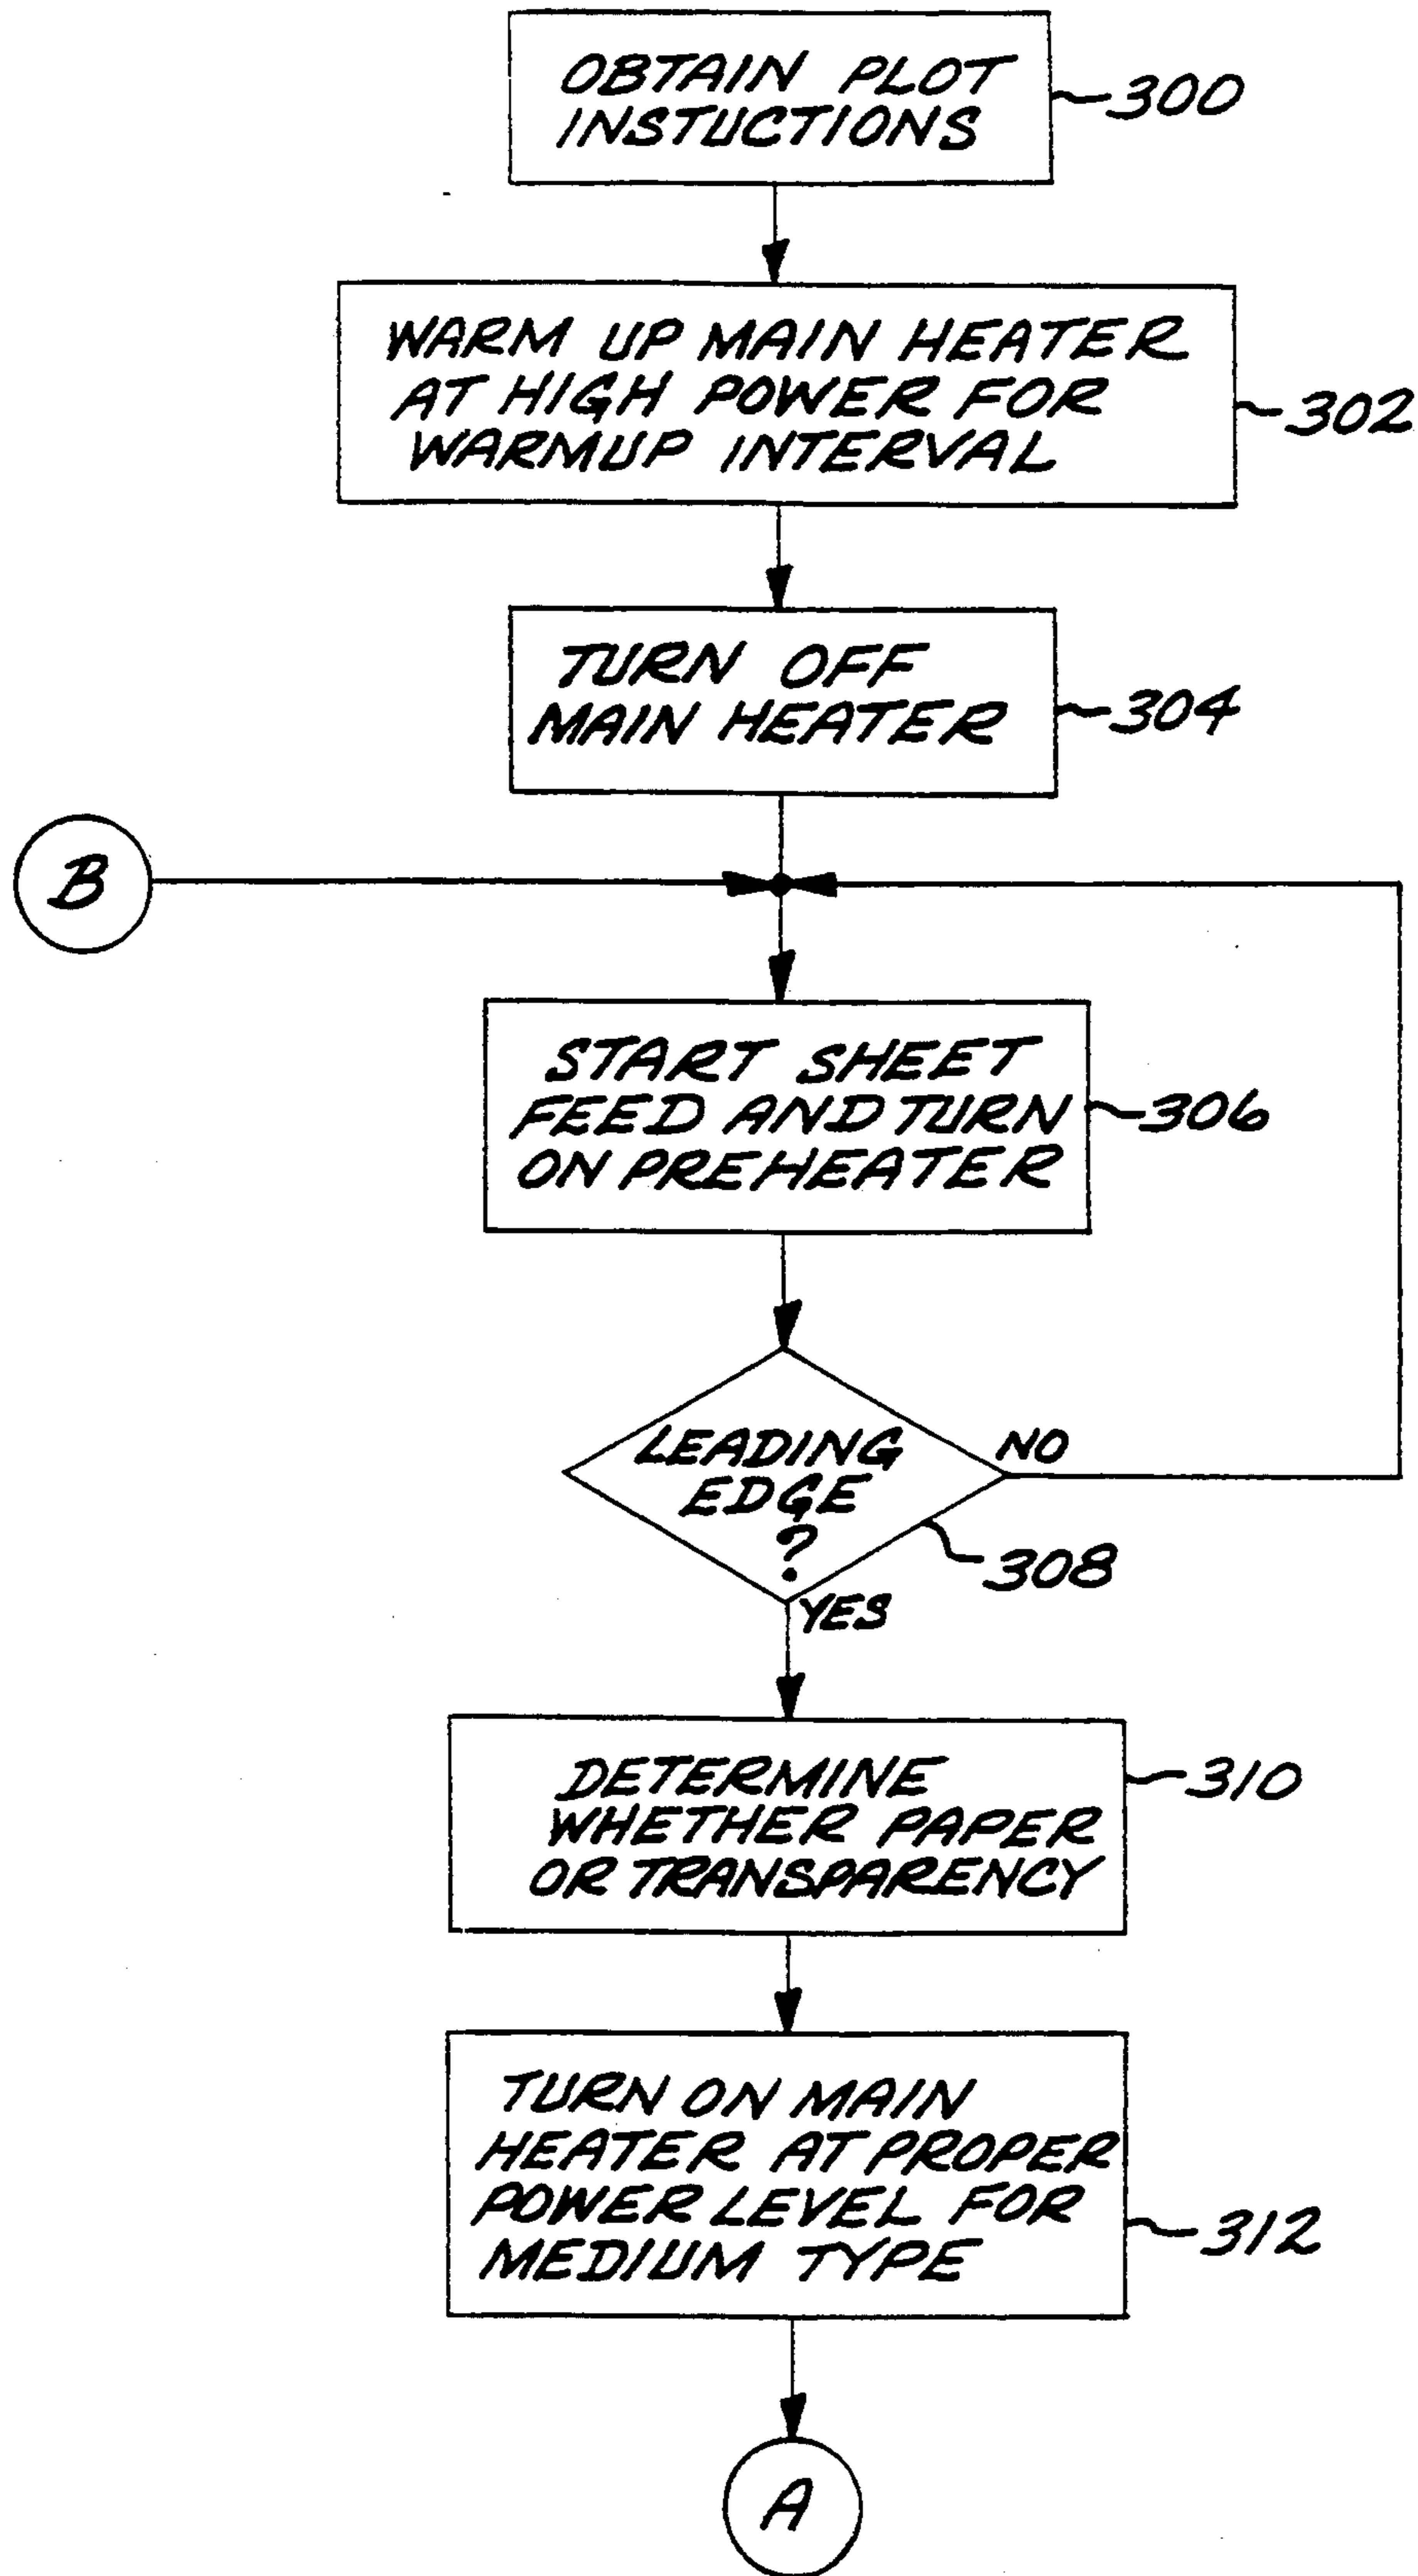 OBTAIN PLOT
INSTUCTIONS
300
WARM UP MAIN HEATER
AT HIGH POWER FOR
WARMUP INTERVAL
302
TURN OFF
MAIN HEATER
304
B
START SHEET
FEED AND TURN
ON PREHEATER
306
LEADING
EDGE
?
NO
308
YES
DETERMINE
WHETHER PAPER
OR TRANSPARENCY
310
TURN ON MAIN
HEATER AT PROPER
POWER LEVEL FOR
MEDIUM TYPE
312
A